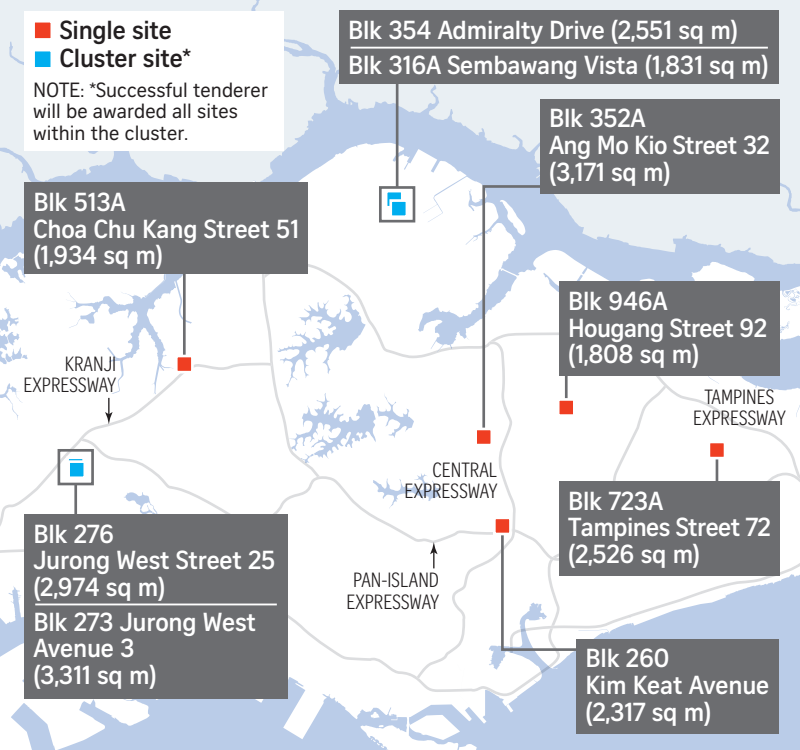 Single site
Cluster site*
NOTE: *Successful tenderer
will be awarded all sites
within the cluster.
Blk 354 Admiralty Drive (2,551 sq m)
Blk 316A Sembawang Vista (1,831 sq m)
Blk 352A
Ang Mo Kio Street 32
(3,171 sq m)
Blk 513A
Choa Chu Kang Street 51
(1,934 sq m)
Blk 946A
Hougang Street 92
(1,808 sq m)
KRANJI
EXPRESSWAY
TAMPINES
EXPRESSWAY
CENTRAL
EXPRESSWAY
Blk 723A
Tampines Street 72
(2,526 sq m)
Blk 276
Jurong West Street 25
(2,974 sq m)
Blk 273 Jurong West
Avenue 3
(3,311 sq m)
PAN-ISLAND
EXPRESSWAY
Blk 260
Kim Keat Avenue
(2,317 sq m)